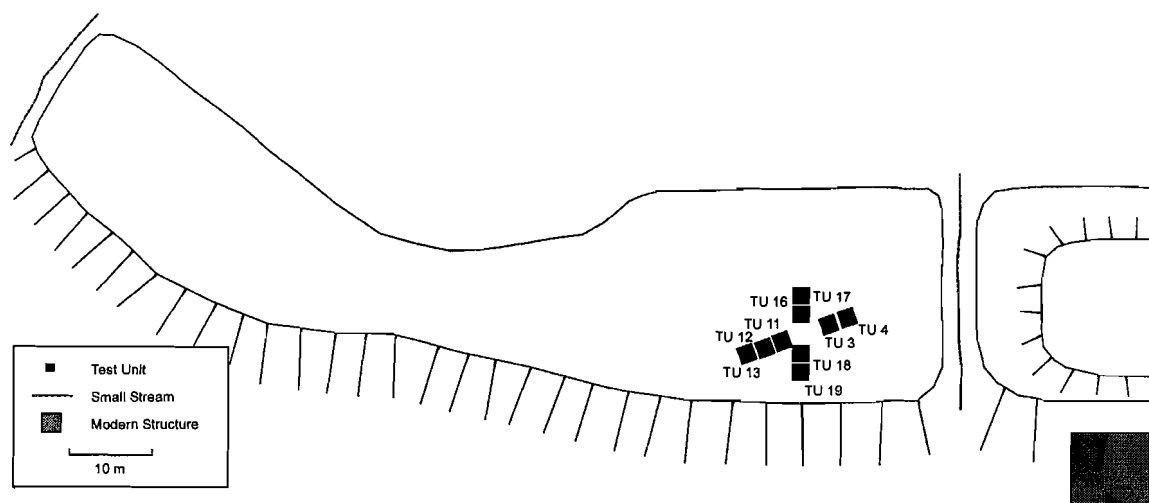 TU 16
TU 17
TU 11
TU 4
TU 12
TU 3
TU 13
TU 18
TU 19
Test Unit
Small Stream
Modern Structure
10 m